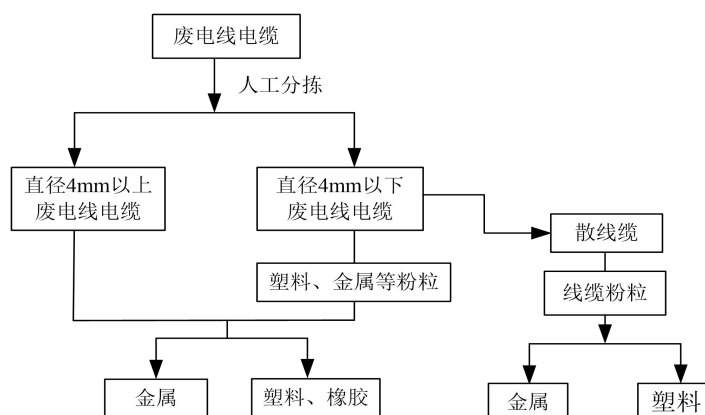 废电线电缆
人工分拣
直径4mm以上
废电线电缆
直径4mm以下
废电线电缆
散线缆
塑料、金属等粉粒
线缆粉粒
金属
塑料、橡胶
金属
塑料